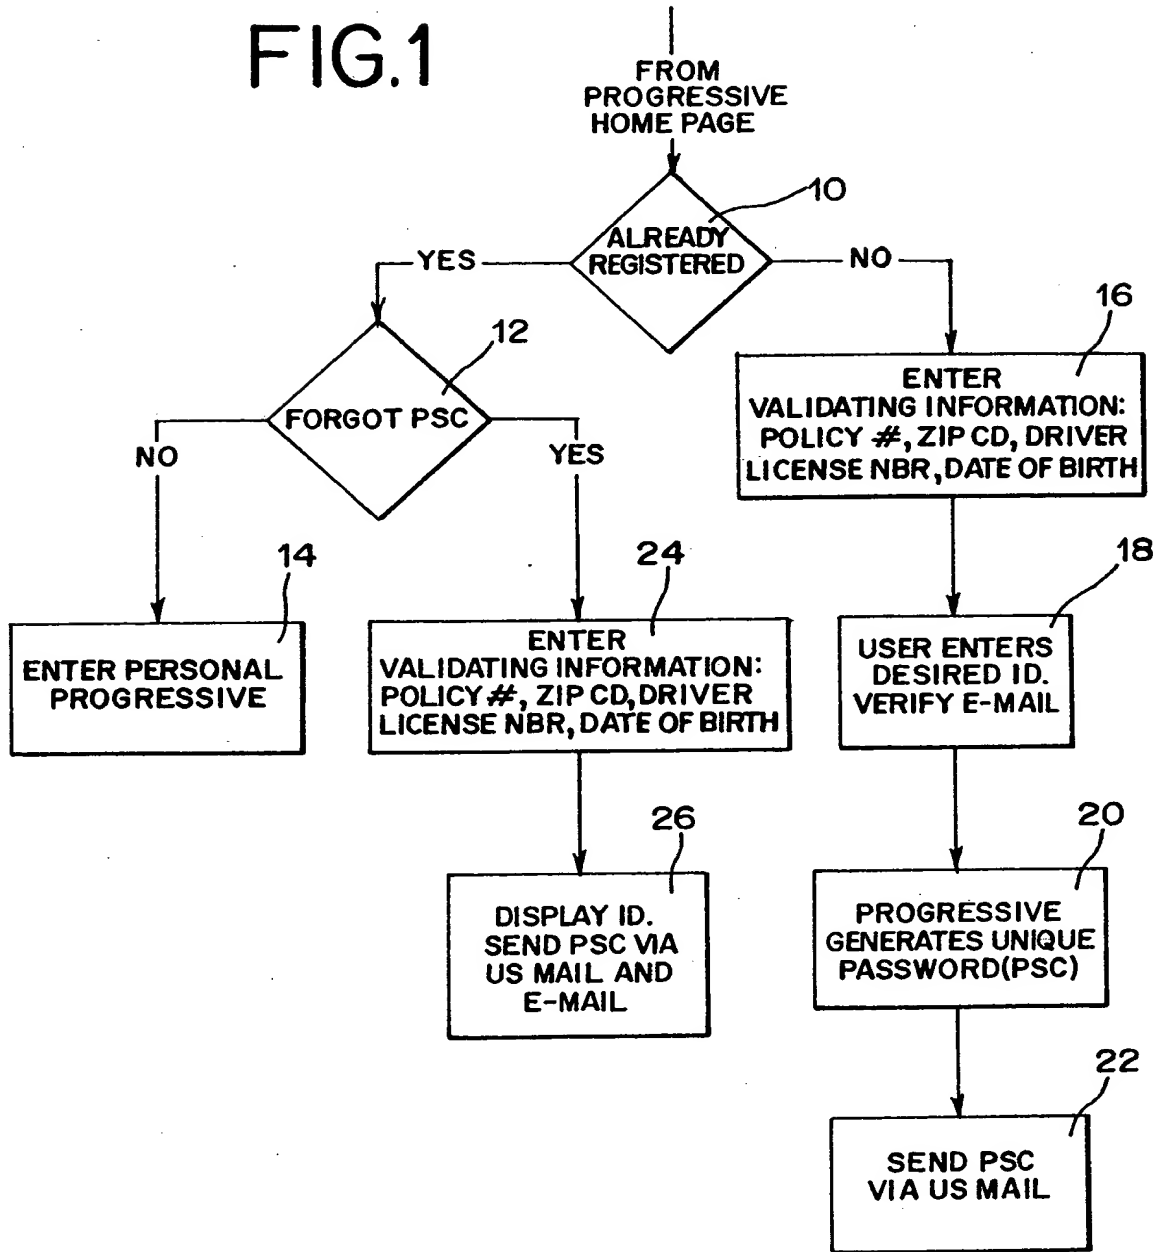 FIG.1
FROM
PROGRESSIVE
HOME PAGE
10
ALREADY
REGISTERED
YES
NO
12
FORGOT PSC
NO
YES
16
ENTER
VALIDATING INFORMATION:
POLICY #, ZIP CD, DRIVER
LICENSE NBR, DATE OF BIRTH
14
ENTER PERSONAL
PROGRESSIVE
24
ENTER
VALIDATING INFORMATION:
POLICY #, ZIP CD, DRIVER
LICENSE NBR, DATE OF BIRTH
18
USER ENTERS
DESIRED ID.
VERIFY E-MAIL
26
DISPLAY ID.
SEND PSC VIA
US MAIL AND
E-MAIL
20
PROGRESSIVE
GENERATES UNIQUE
PASSWORD(PSC)
22
SEND PSC
VIA US MAIL